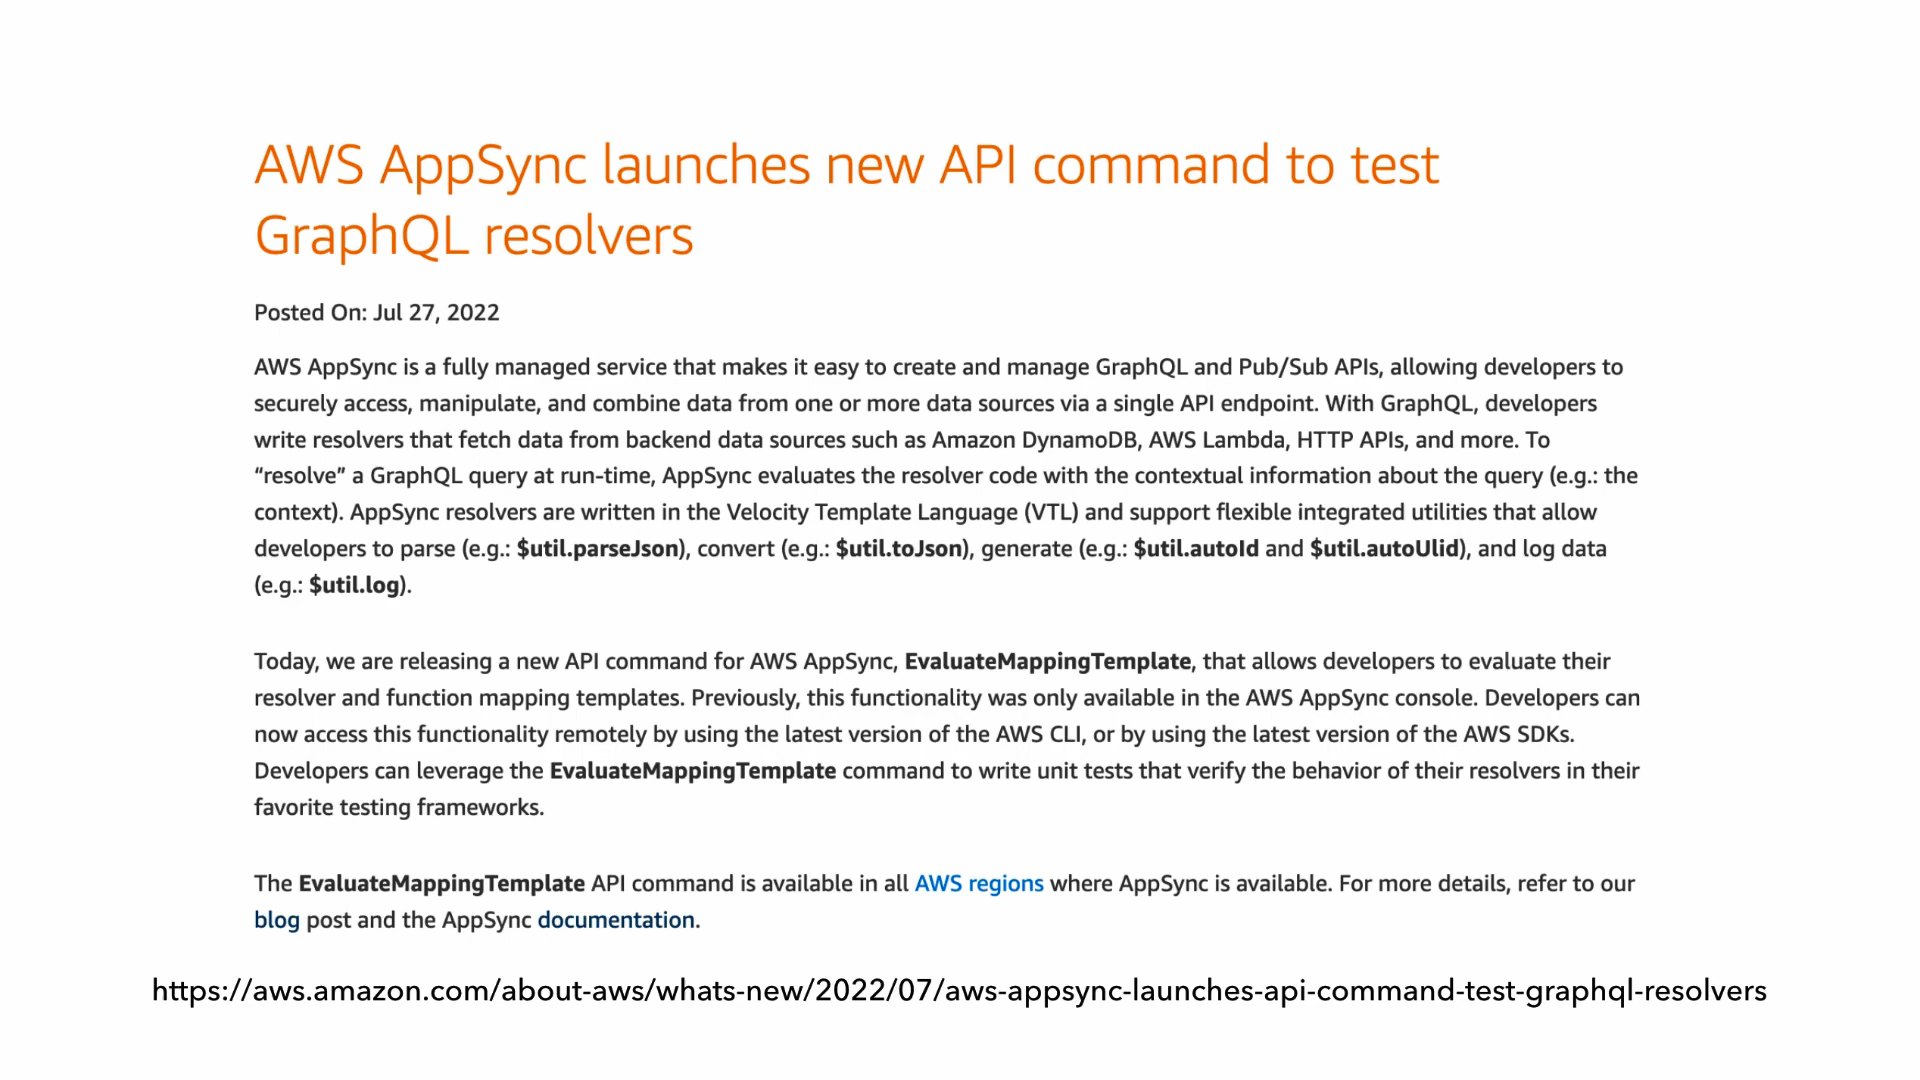 AWS AppSync launches new API command to test
GraphQL resolvers
Posted On: Jul 27, 2022
AWS AppSync is a fully managed service that makes it easy to create and manage GraphQL and Pub/Sub APIs, allowing developers to
securely access, manipulate, and combine data from one or more data sources via a single API endpoint. With GraphQL, developers
write resolvers that fetch data from backend data sources such as Amazon DynamoDB, AWS Lambda, HTTP APIs, and more. To
“resolve” a GraphQL query at run-time, AppSync evaluates the resolver code with the contextual information about the query (e.g.: the
context). AppSync resolvers are written in the Velocity Template Language (VTL) and support flexible integrated utilities that allow
developers to parse (e.g.: $util.parseJson), convert (e.g.: $util.toJson), generate (e.g.: $util.autoId and $util.autoUlid), and log data
(e.g.: $util.log).
Today, we are releasing a new API command for AWS AppSync, EvaluateMappingTemplate, that allows developers to evaluate their
resolver and function mapping templates. Previously, this functionality was only available in the AWS AppSync console. Developers can
now access this functionality remotely by using the latest version of the AWS CLI, or by using the latest version of the AWS SDKs.
Developers can leverage the EvaluateMappingTemplate command to write unit tests that verify the behavior of their resolvers in their
favorite testing frameworks.
The EvaluateMappingTemplate API command is available in all AWS regions where AppSync is available. For more details, refer to our
blog post and the AppSync documentation.
https://aws.amazon.com/about-aws/whats-new/2022/07/aws-appsync-launches-api-command-test-graphql-resolvers